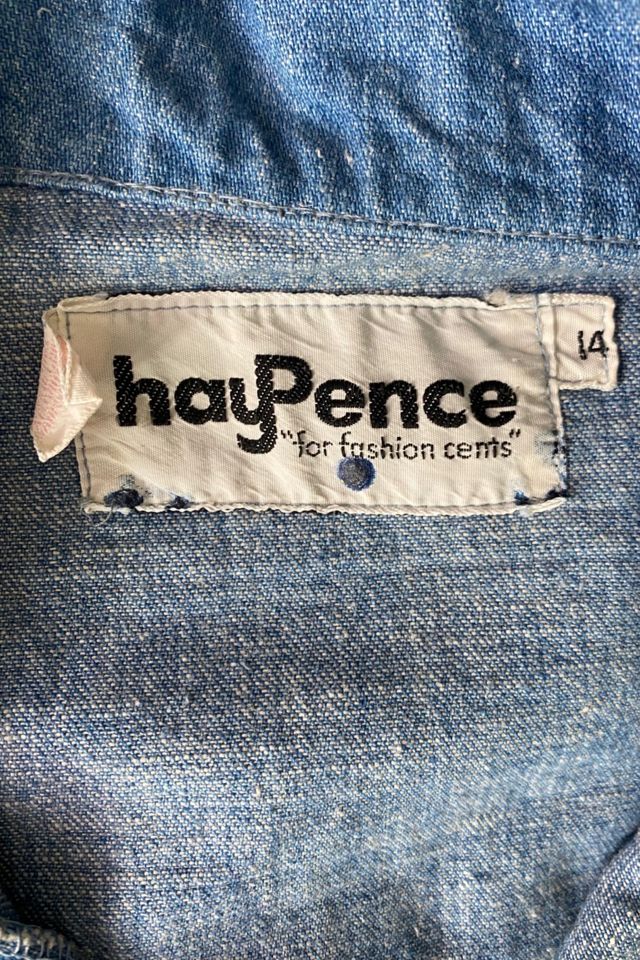 hayPence
"for fashion cents"
14